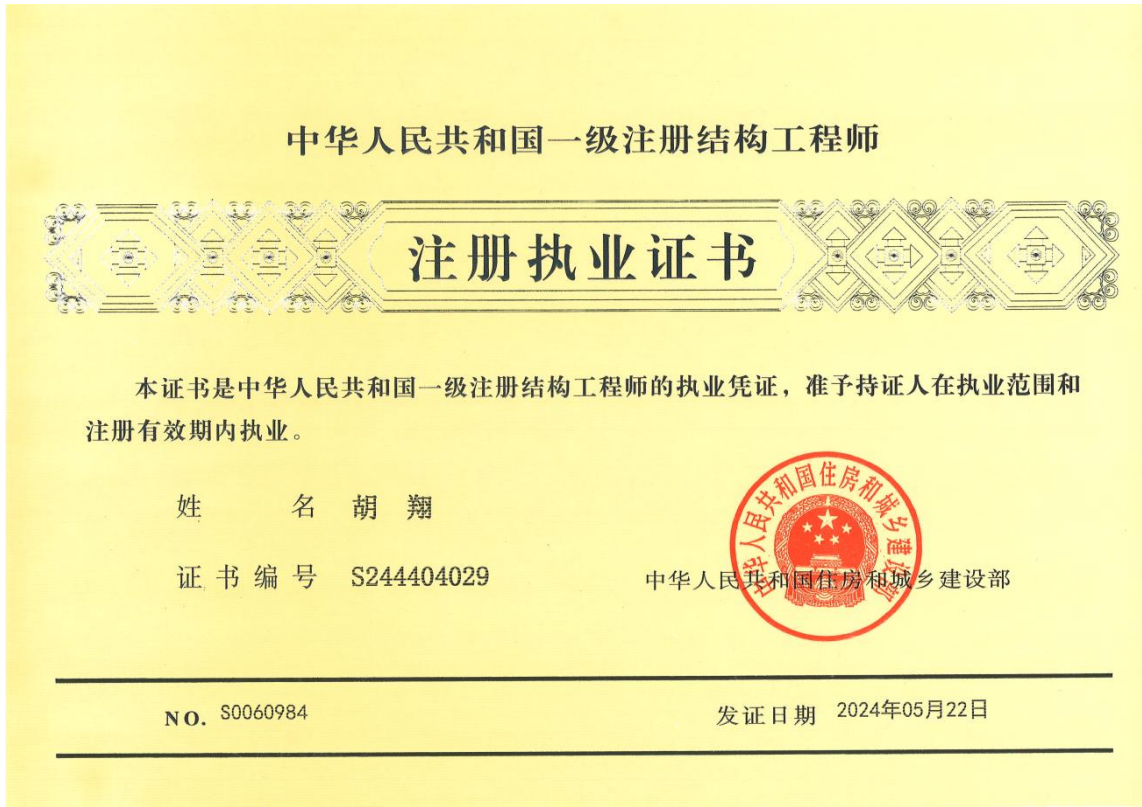 中华人民共和国一级注册结构工程师
注册执业证书
本证书是中华人民共和国一级注册结构工程师的执业凭证，准予持证人在执业范围和
注册有效期内执业。
姓 名 胡 翔
中华人民共和国住房和城乡建设部
证书编号 S244404029
中华人民共和国住房和城乡建设部
NO. S0060984
发证日期 2024年05月22日